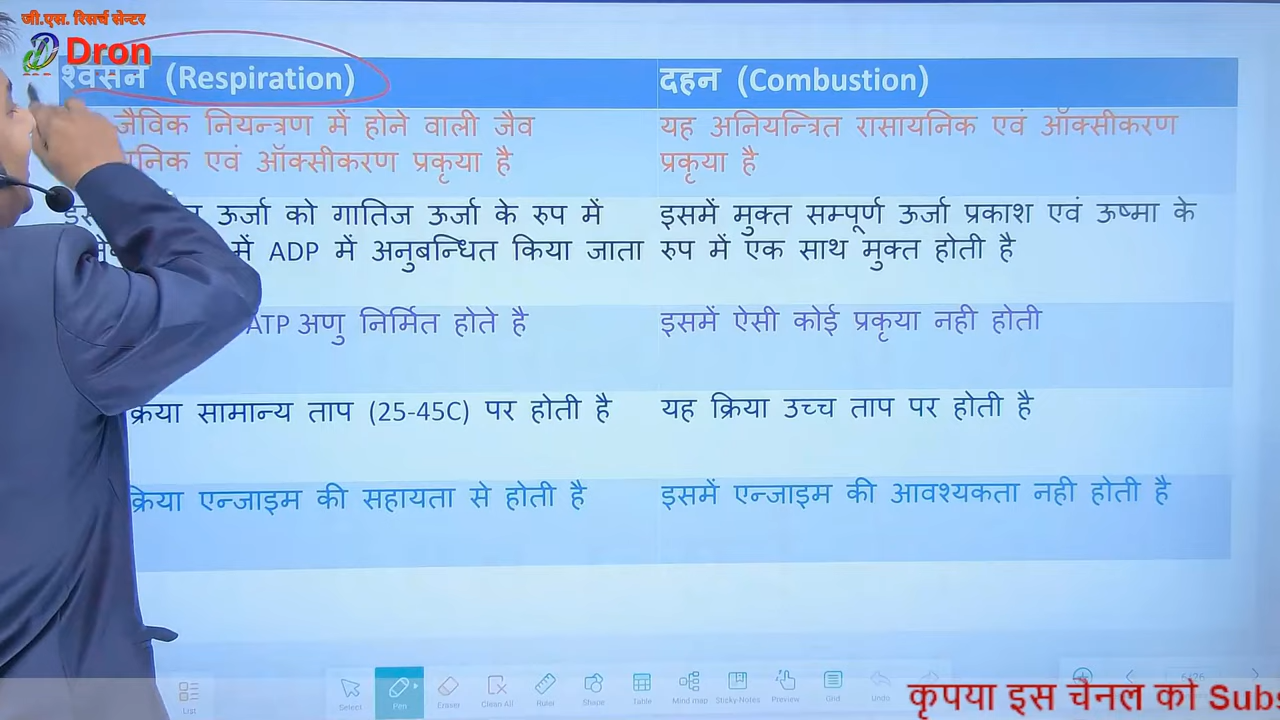 जी.एस. रिसर्च सेन्टर
Dron
श्वसन (Respiration)
दहन (Combustion)
जैविक नियन्त्रण में होने वाली जैव
एवं ऑक्सीकरण प्रकृया है
यह अनियन्त्रित रासायनिक एवं ऑक्सीकरण
प्रकृया है
ऊर्जा को गातिज ऊर्जा के रुप में
में ADP में अनुबन्धित किया जाता
इसमें मुक्त सम्पूर्ण ऊर्जा प्रकाश एवं ऊष्मा के
रुप में एक साथ मुक्त होती है
ATP अणु निर्मित होते है
इसमें ऐसी कोई प्रकृया नही होती
क्रिया सामान्य ताप (25-45C) पर होती है
यह क्रिया उच्च ताप पर होती है
क्रिया एन्जाइम की सहायता से होती है
इसमें एन्जाइम की आवश्यकता नही होती है
List
Select
Pen
Eraser
Clean All
Ruler
Shape
Table
Mind map
Sticky-Notes
Preview
Grid
Undo
कृपया इस चैनल को Subs